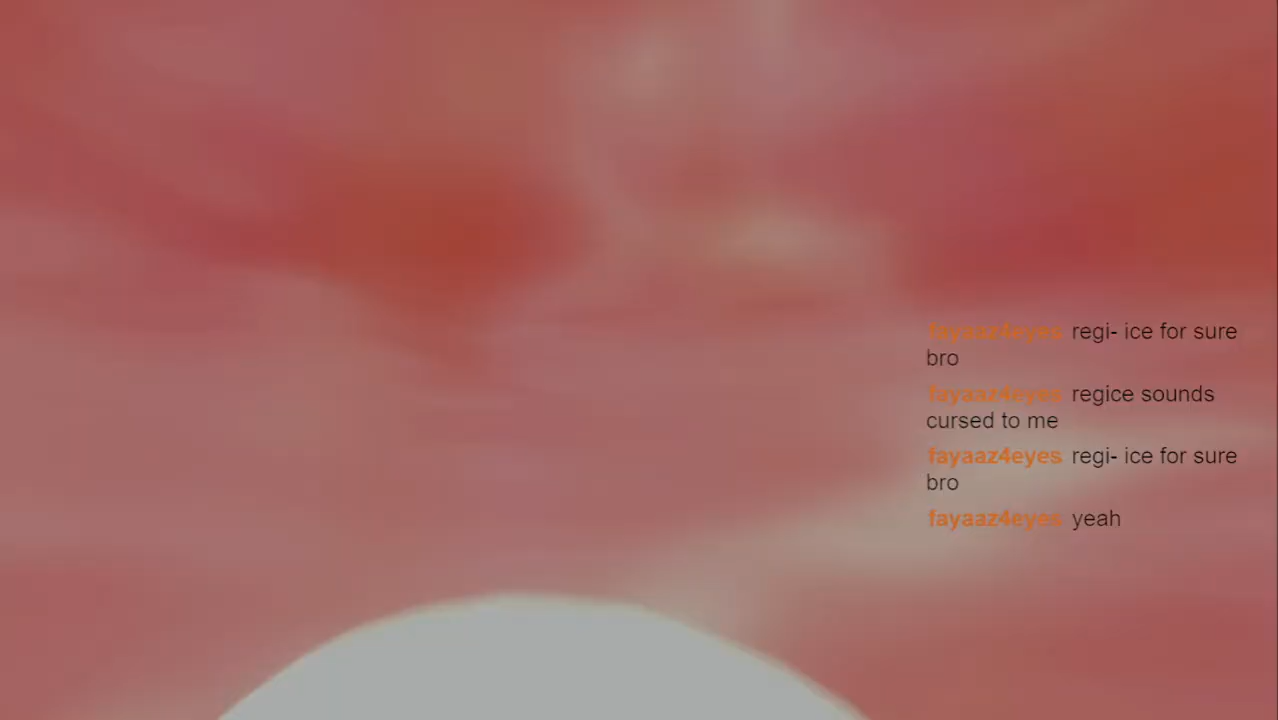 fayaaz4eyes regi- ice for sure
bro
fayaaz4eyes regice sounds
cursed to me
fayaaz4eyes regi- ice for sure
bro
fayaaz4eyes yeah